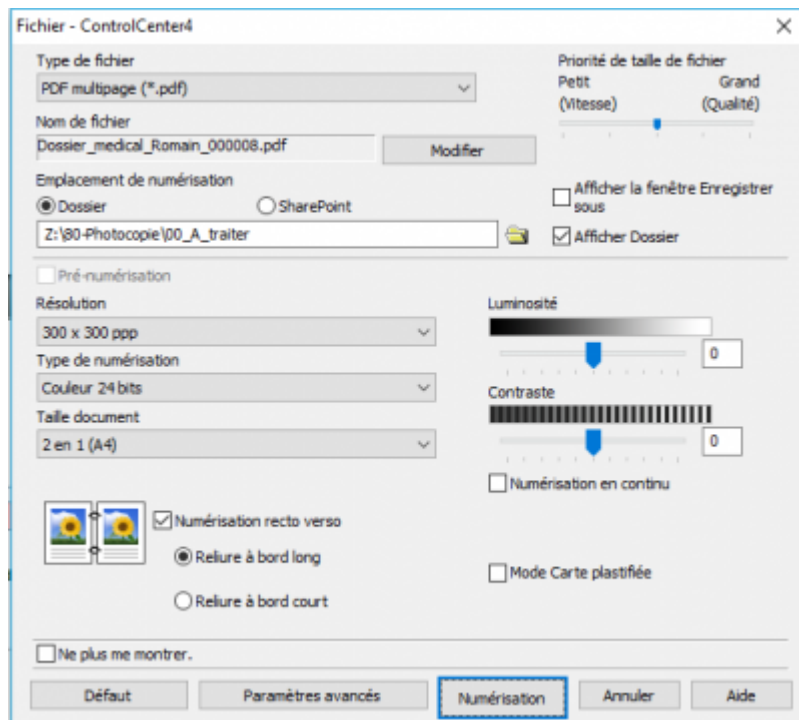 Fichier - ControlCenter4
Type de fichier
PDF multipage (*.pdf)
Priorité de taille de fichier
Petit Grand
(Vitesse) (Qualité)
Nom de fichier
Dossier_medical_Romain_000008.pdf
Modifier
Emplacement de numérisation
Dossier SharePoint
Z:\80-Photocopie\00_A_traiter
Afficher la fenêtre Enregistrer
sous
Afficher Dossier
Pré-numérisation
Résolution
300 x 300 ppp
Type de numérisation
Couleur 24 bits
Taille document
2 en 1 (A4)
Luminosité
0
Contraste
0
Numérisation en continu
Numérisation recto verso
Reliure à bord long
Reliure à bord court
Mode Carte plastifiée
Ne plus me montrer.
Défaut Paramètres avancés Numérisation Annuler Aide